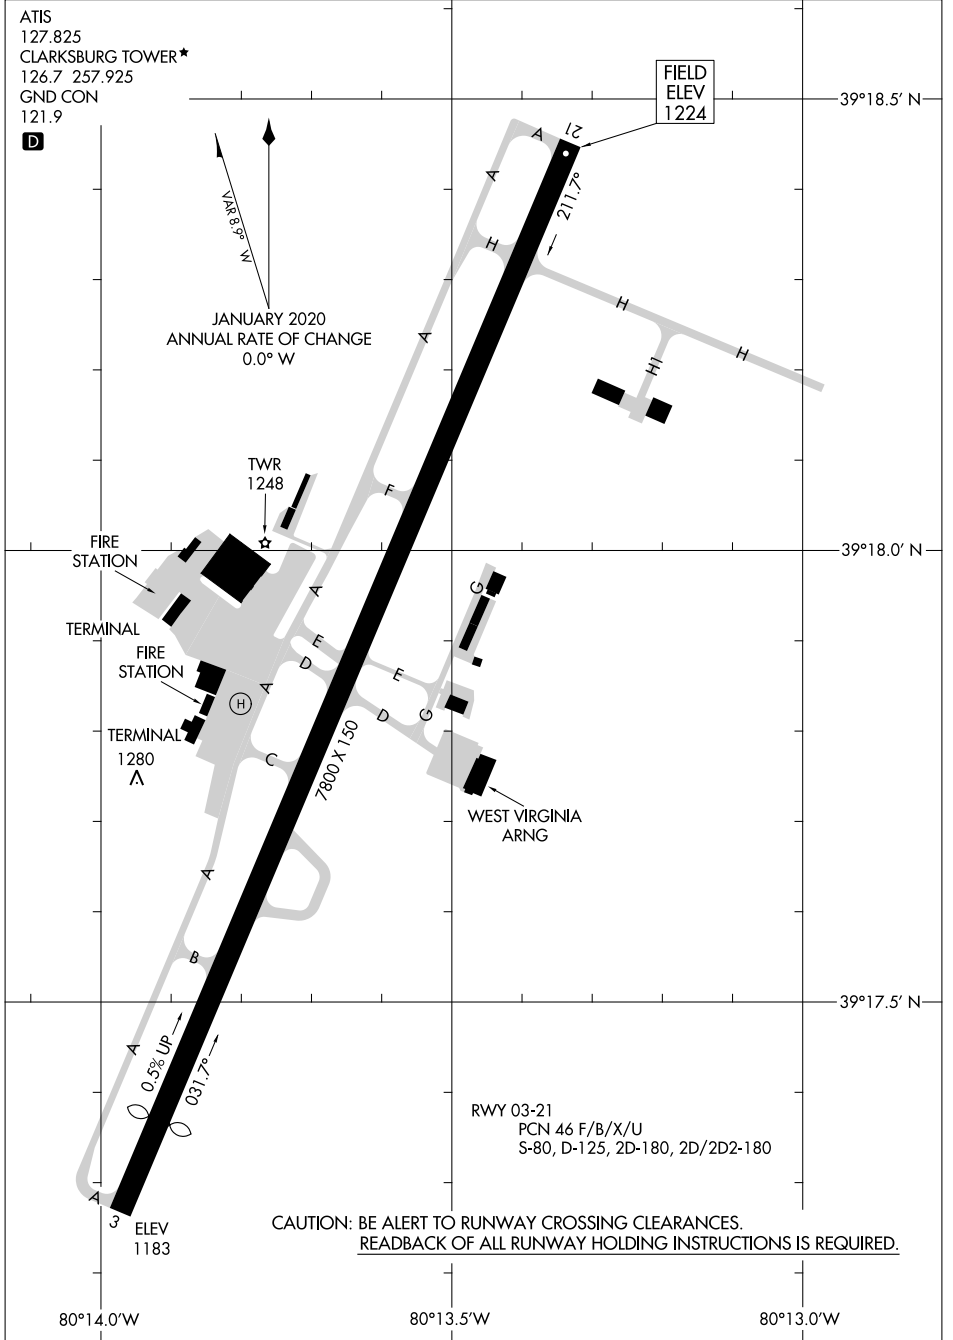 ATIS
127.825
CLARKSBURG TOWER★
126.7 257.925
GND CON
121.9
D
FIELD
ELEV
1224
39°18.5' N
21
A
A
211.7°
VAR 8.9° W
H
H
JANUARY 2020
ANNUAL RATE OF CHANGE
0.0° W
A
H
H1
TWR
1248
F
FIRE
STATION
39°18.0' N
A
G
TERMINAL
E
FIRE
STATION
D
E
A
H
D
G
TERMINAL
1280
C
7800 X 150
WEST VIRGINIA
ARNG
A
B
39°17.5' N
A
0.5% UP
031.7°
RWY 03-21
PCN 46 F/B/X/U
S-80, D-125, 2D-180, 2D/2D2-180
A
3
ELEV
1183
CAUTION: BE ALERT TO RUNWAY CROSSING CLEARANCES.
READBACK OF ALL RUNWAY HOLDING INSTRUCTIONS IS REQUIRED.
80°14.0'W
80°13.5'W
80°13.0'W